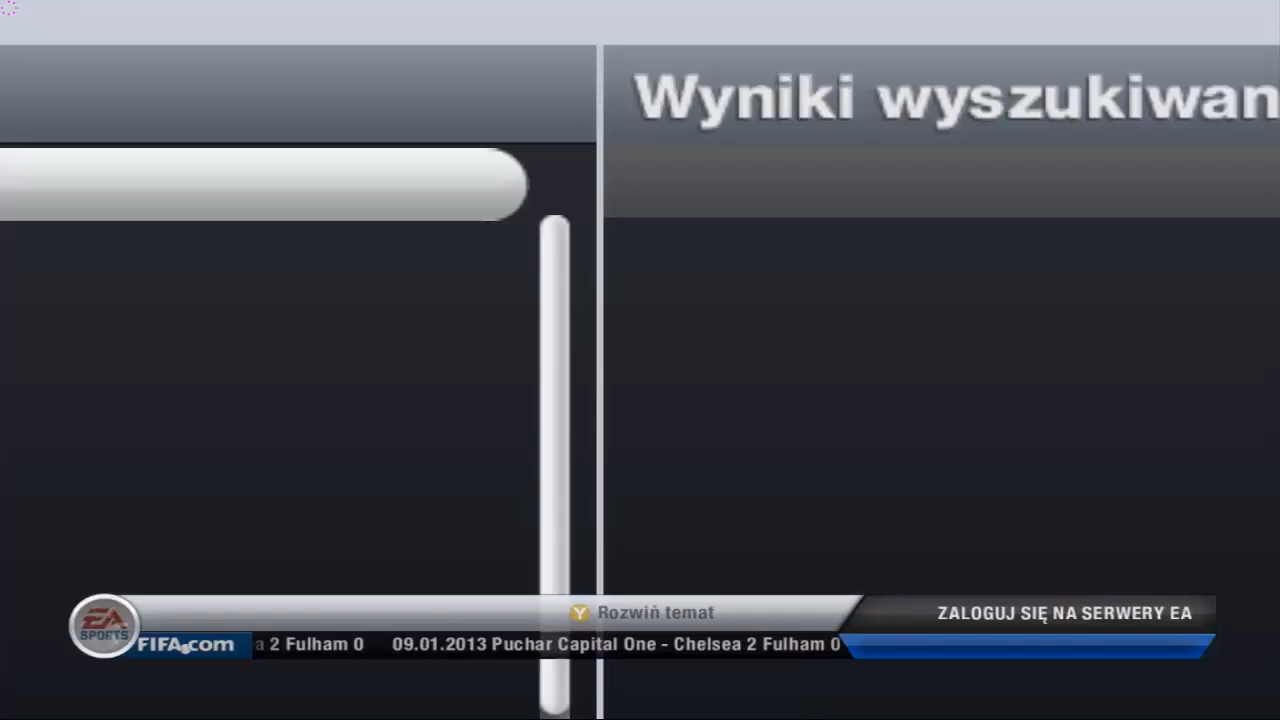 Wyniki wyszukiwan
Y Rozwiń temat
ZALOGUJ SIĘ NA SERWERY EA
EA SPORTS
FIFA.com
a 2 Fulham 0 09.01.2013 Puchar Capital One - Chelsea 2 Fulham 0